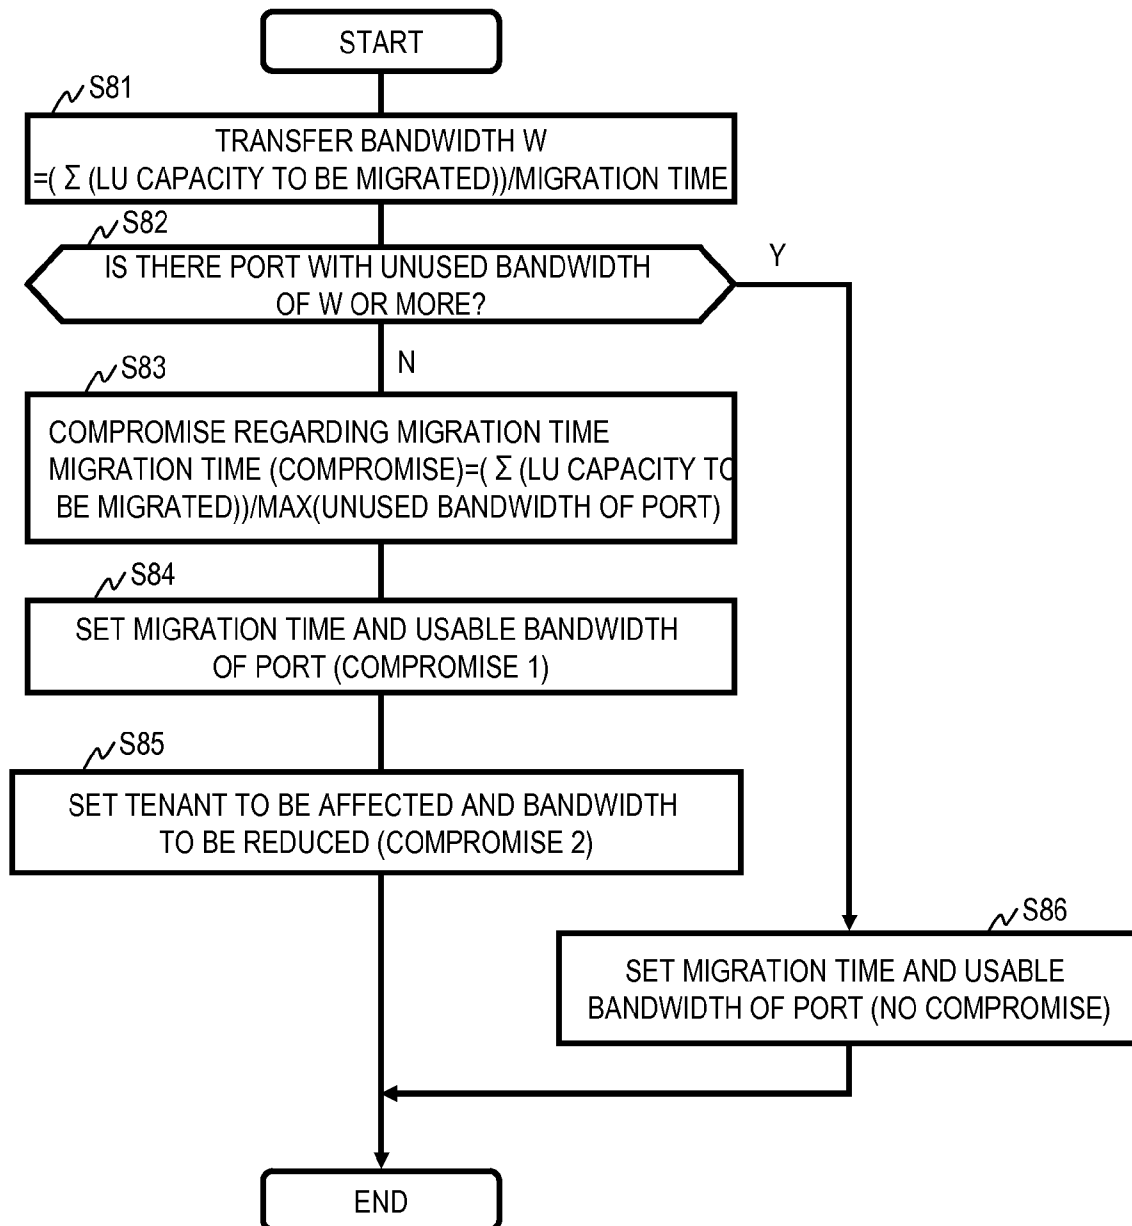 START
S81
TRANSFER BANDWIDTH W
=( Σ (LU CAPACITY TO BE MIGRATED))/MIGRATION TIME
S82
IS THERE PORT WITH UNUSED BANDWIDTH
OF W OR MORE?
Y
N
S83
COMPROMISE REGARDING MIGRATION TIME
MIGRATION TIME (COMPROMISE)=( Σ (LU CAPACITY TO
BE MIGRATED))/MAX(UNUSED BANDWIDTH OF PORT)
S84
SET MIGRATION TIME AND USABLE BANDWIDTH
OF PORT (COMPROMISE 1)
S85
SET TENANT TO BE AFFECTED AND BANDWIDTH
TO BE REDUCED (COMPROMISE 2)
S86
SET MIGRATION TIME AND USABLE
BANDWIDTH OF PORT (NO COMPROMISE)
END